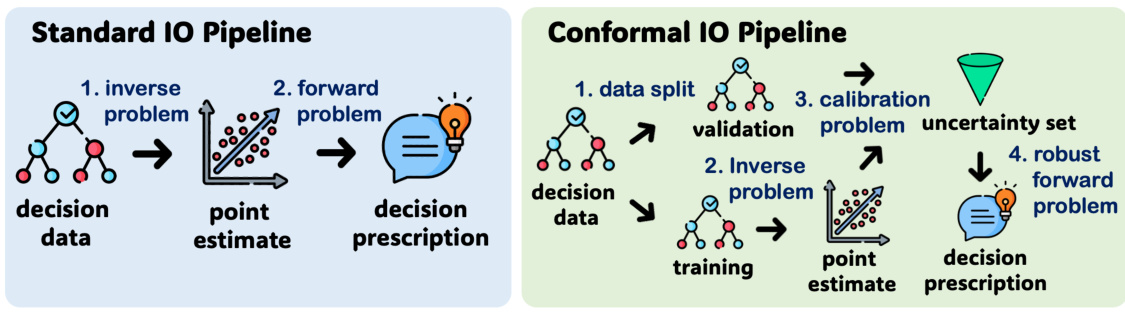 Standard IO Pipeline
1. inverse
problem
2. forward
problem
decision
data
point
estimate
decision
prescription
Conformal IO Pipeline
1. data split
validation
3. calibration
problem
uncertainty set
decision
data
2. Inverse
problem
4. robust
forward
problem
training
point
estimate
decision
prescription